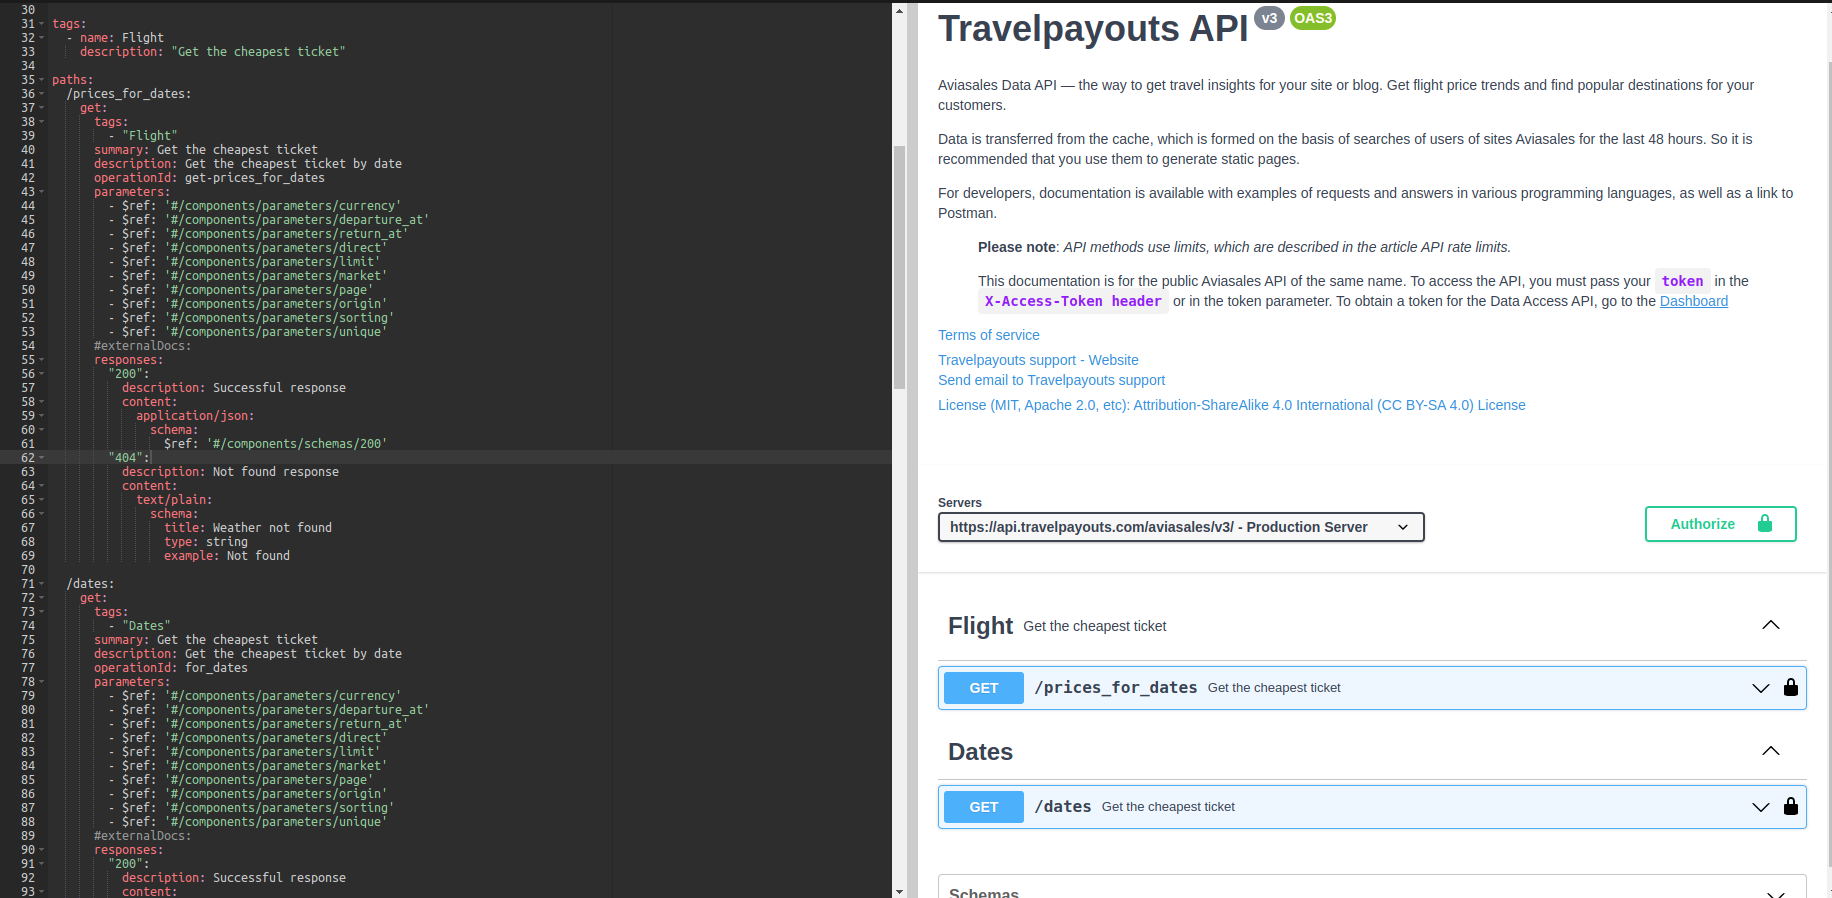 30
31 tags:
32   - name: Flight
33     description: "Get the cheapest ticket"
34
35 paths:
36   /prices_for_dates:
37     get:
38       tags:
39         - "Flight"
40       summary: Get the cheapest ticket
41       description: Get the cheapest ticket by date
42       operationId: get-prices_for_dates
43       parameters:
44         - $ref: '#/components/parameters/currency'
45         - $ref: '#/components/parameters/departure_at'
46         - $ref: '#/components/parameters/return_at'
47         - $ref: '#/components/parameters/direct'
48         - $ref: '#/components/parameters/limit'
49         - $ref: '#/components/parameters/market'
50         - $ref: '#/components/parameters/page'
51         - $ref: '#/components/parameters/origin'
52         - $ref: '#/components/parameters/sorting'
53         - $ref: '#/components/parameters/unique'
54       #externalDocs:
55       responses:
56         "200":
57           description: Successful response
58           content:
59             application/json:
60               schema:
61                 $ref: '#/components/schemas/200'
62         "404":
63           description: Not found response
64           content:
65             text/plain:
66               schema:
67                 title: Weather not found
68                 type: string
69                 example: Not found
70
71   /dates:
72     get:
73       tags:
74         - "Dates"
75       summary: Get the cheapest ticket
76       description: Get the cheapest ticket by date
77       operationId: for_dates
78       parameters:
79         - $ref: '#/components/parameters/currency'
80         - $ref: '#/components/parameters/departure_at'
81         - $ref: '#/components/parameters/return_at'
82         - $ref: '#/components/parameters/direct'
83         - $ref: '#/components/parameters/limit'
84         - $ref: '#/components/parameters/market'
85         - $ref: '#/components/parameters/page'
86         - $ref: '#/components/parameters/origin'
87         - $ref: '#/components/parameters/sorting'
88         - $ref: '#/components/parameters/unique'
89       #externalDocs:
90       responses:
91         "200":
92           description: Successful response
93           content:
Travelpayouts API v3 OAS3
Aviasales Data API — the way to get travel insights for your site or blog. Get flight price trends and find popular destinations for your
customers.
Data is transferred from the cache, which is formed on the basis of searches of users of sites Aviasales for the last 48 hours. So it is
recommended that you use them to generate static pages.
For developers, documentation is available with examples of requests and answers in various programming languages, as well as a link to
Postman.
Please note: API methods use limits, which are described in the article API rate limits.
This documentation is for the public Aviasales API of the same name. To access the API, you must pass your token in the
X-Access-Token header or in the token parameter. To obtain a token for the Data Access API, go to the Dashboard
Terms of service
Travelpayouts support - Website
Send email to Travelpayouts support
License (MIT, Apache 2.0, etc): Attribution-ShareAlike 4.0 International (CC BY-SA 4.0) License
Servers
https://api.travelpayouts.com/aviasales/v3/ - Production Server
Authorize
Flight Get the cheapest ticket
GET /prices_for_dates Get the cheapest ticket
Dates
GET /dates Get the cheapest ticket
Schemas